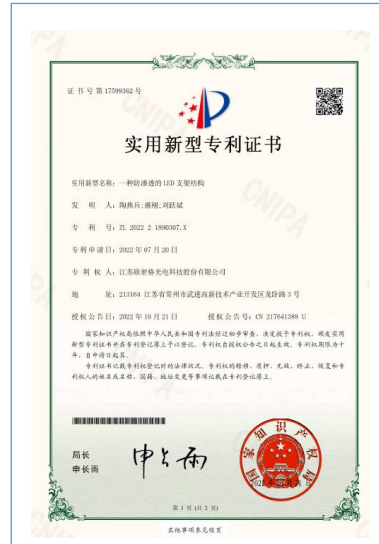 证书号第17599362号
实用新型专利证书
实用新型名称：一种防渗透的LED支架结构
发 明 人：陶燕兵;盛刚;刘跃斌
专 利 号：ZL 2022 2 1890307.X
专利申请日：2022年07月20日
专 利 权 人：江苏欧密格光电科技股份有限公司
地 址：213164 江苏省常州市武进高新技术产业开发区龙卧路3号
授权公告日：2022年10月21日 授权公告号：CN 217641388 U
国家知识产权局依照中华人民共和国专利法经过初步审查，决定授予专利权，颁发实用
新型专利证书并在专利登记簿上予以登记。专利权自授权公告之日起生效。专利权期限为十
年，自申请日起算。
专利证书记载专利权登记时的法律状况。专利权的转移、质押、无效、终止、恢复和专
利权人的姓名或名称、国籍、地址变更等事项记载在专利登记簿上。
局长
申长雨
国家知识产权局
第 1 页 (共 2 页)
其他事项参见续页
CNIPA